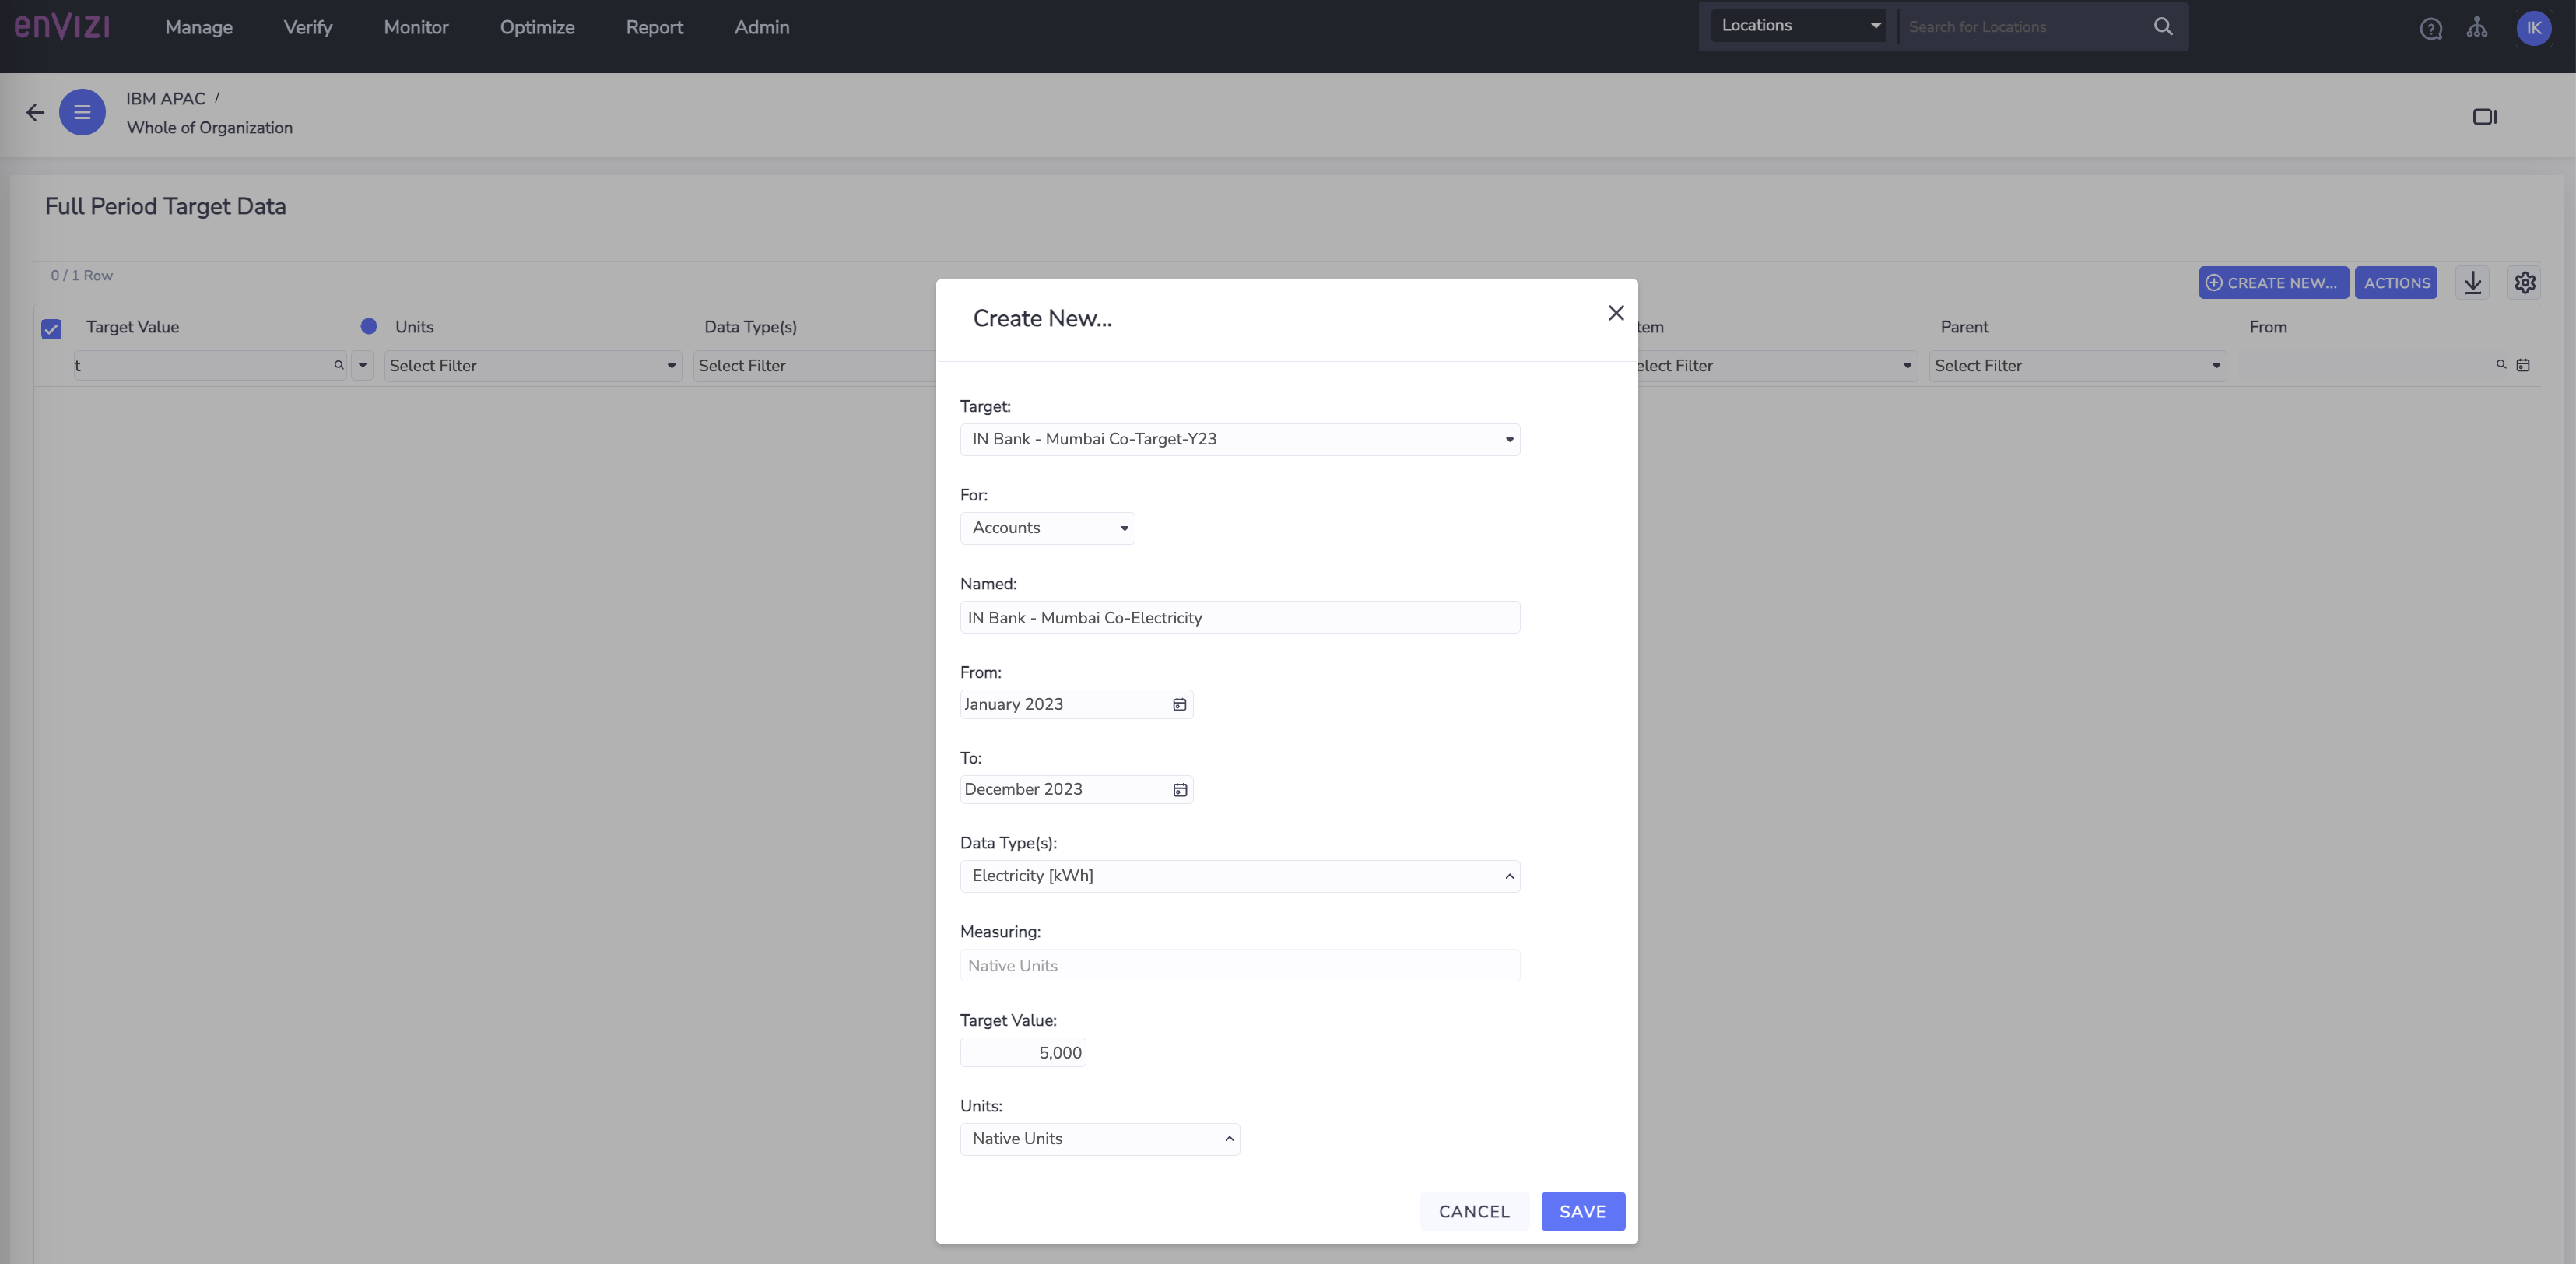 enVIZI Manage Verify Monitor Optimize Report Admin Locations Search for Locations IK
IBM APAC /
Whole of Organization
Full Period Target Data
0 / 1 Row CREATE NEW... ACTIONS
Target Value Units Data Type(s) tem Parent From
t Select Filter Select Filter elect Filter Select Filter
Create New...
Target:
IN Bank - Mumbai Co-Target-Y23
For:
Accounts
Named:
IN Bank - Mumbai Co-Electricity
From:
January 2023
To:
December 2023
Data Type(s):
Electricity [kWh]
Measuring:
Native Units
Target Value:
5,000
Units:
Native Units
CANCEL SAVE